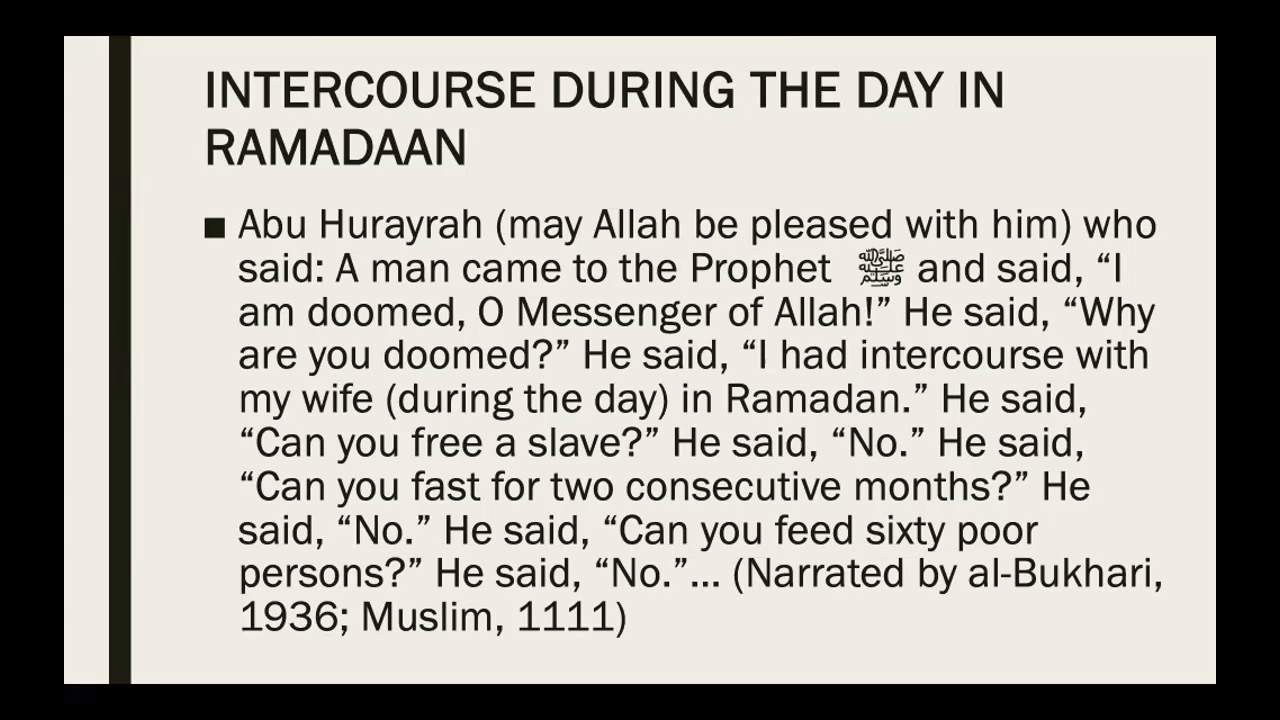 INTERCOURSE DURING THE DAY IN
RAMADAAN
■ Abu Hurayrah (may Allah be pleased with him) who
said: A man came to the Prophet ﷺ and said, “I
am doomed, O Messenger of Allah!” He said, “Why
are you doomed?” He said, “I had intercourse with
my wife (during the day) in Ramadan.” He said,
“Can you free a slave?” He said, “No.” He said,
“Can you fast for two consecutive months?” He
said, “No.” He said, “Can you feed sixty poor
persons?” He said, “No.”... (Narrated by al-Bukhari,
1936; Muslim, 1111)